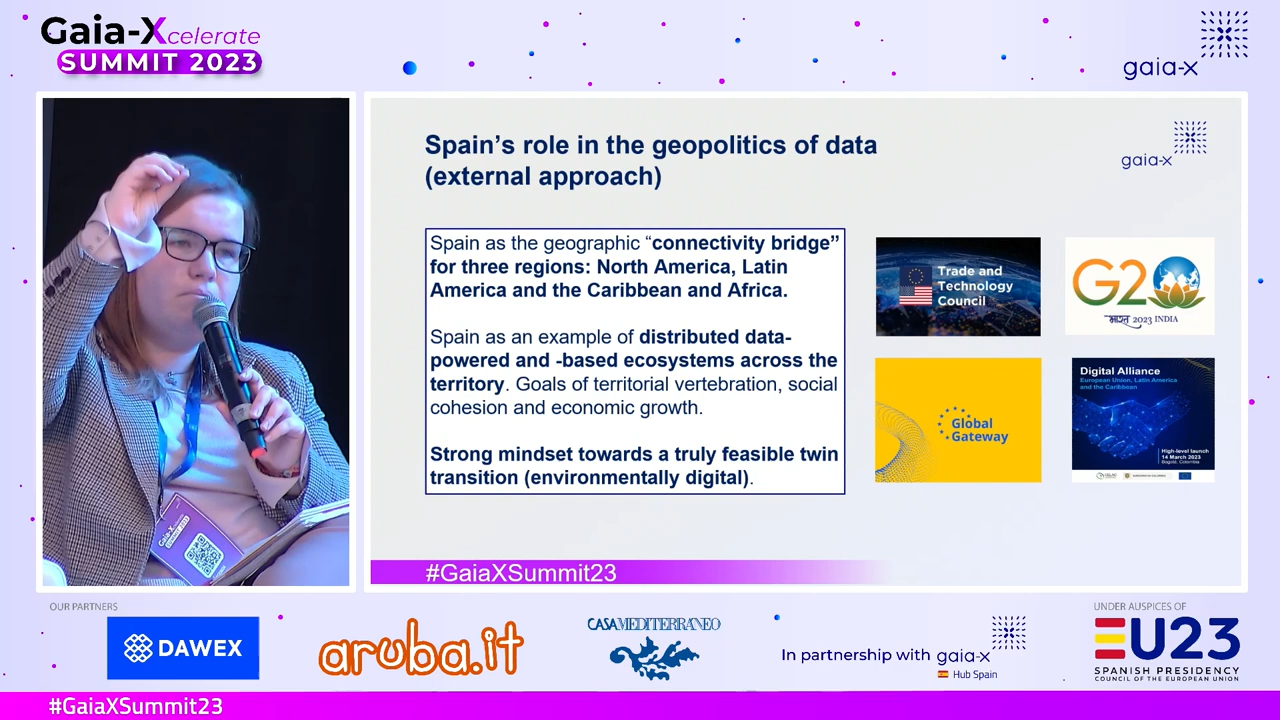 Gaia-Xcelerate
SUMMIT 2023
gaia-x
Spain’s role in the geopolitics of data
(external approach)
gaia-x
Spain as the geographic “connectivity bridge”
for three regions: North America, Latin
America and the Caribbean and Africa.
Spain as an example of distributed data-
powered and -based ecosystems across the
territory. Goals of territorial vertebration, social
cohesion and economic growth.
Strong mindset towards a truly feasible twin
transition (environmentally digital).
Trade and
Technology
Council
G20
भारत 2023 INDIA
Global
Gateway
Digital Alliance
European Union, Latin America
and the Caribbean
High-level launch
14 March 2023
Bogotá, Colombia
Gaia-X
SUMMIT 2023
#GaiaXSummit23
OUR PARTNERS
DAWEX
aruba.it
CASAMEDITERRANEO
In partnership with gaia-x
Hub Spain
UNDER AUSPICES OF
EU23
SPANISH PRESIDENCY
COUNCIL OF THE EUROPEAN UNION
#GaiaXSummit23